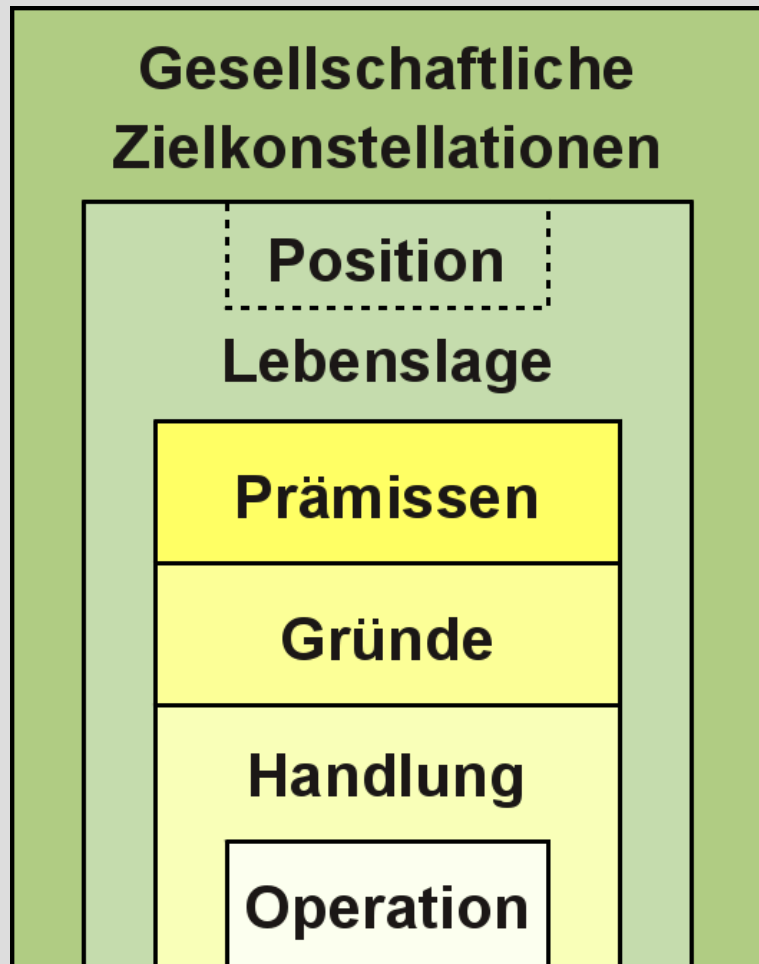 Gesellschaftliche
Zielkonstellationen
Position
Lebenslage
Prämissen
Gründe
Handlung
Operation